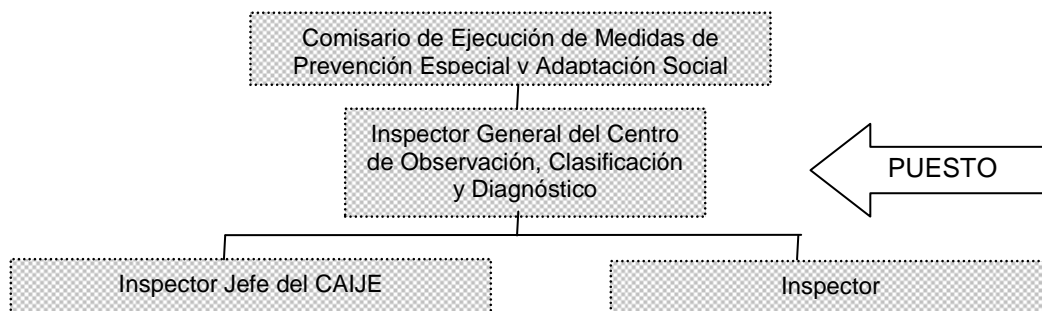 Comisario de Ejecución de Medidas de
Prevención Especial y Adaptación Social
Inspector General del Centro
de Observación, Clasificación
y Diagnóstico
PUESTO
Inspector Jefe del CAIJE
Inspector